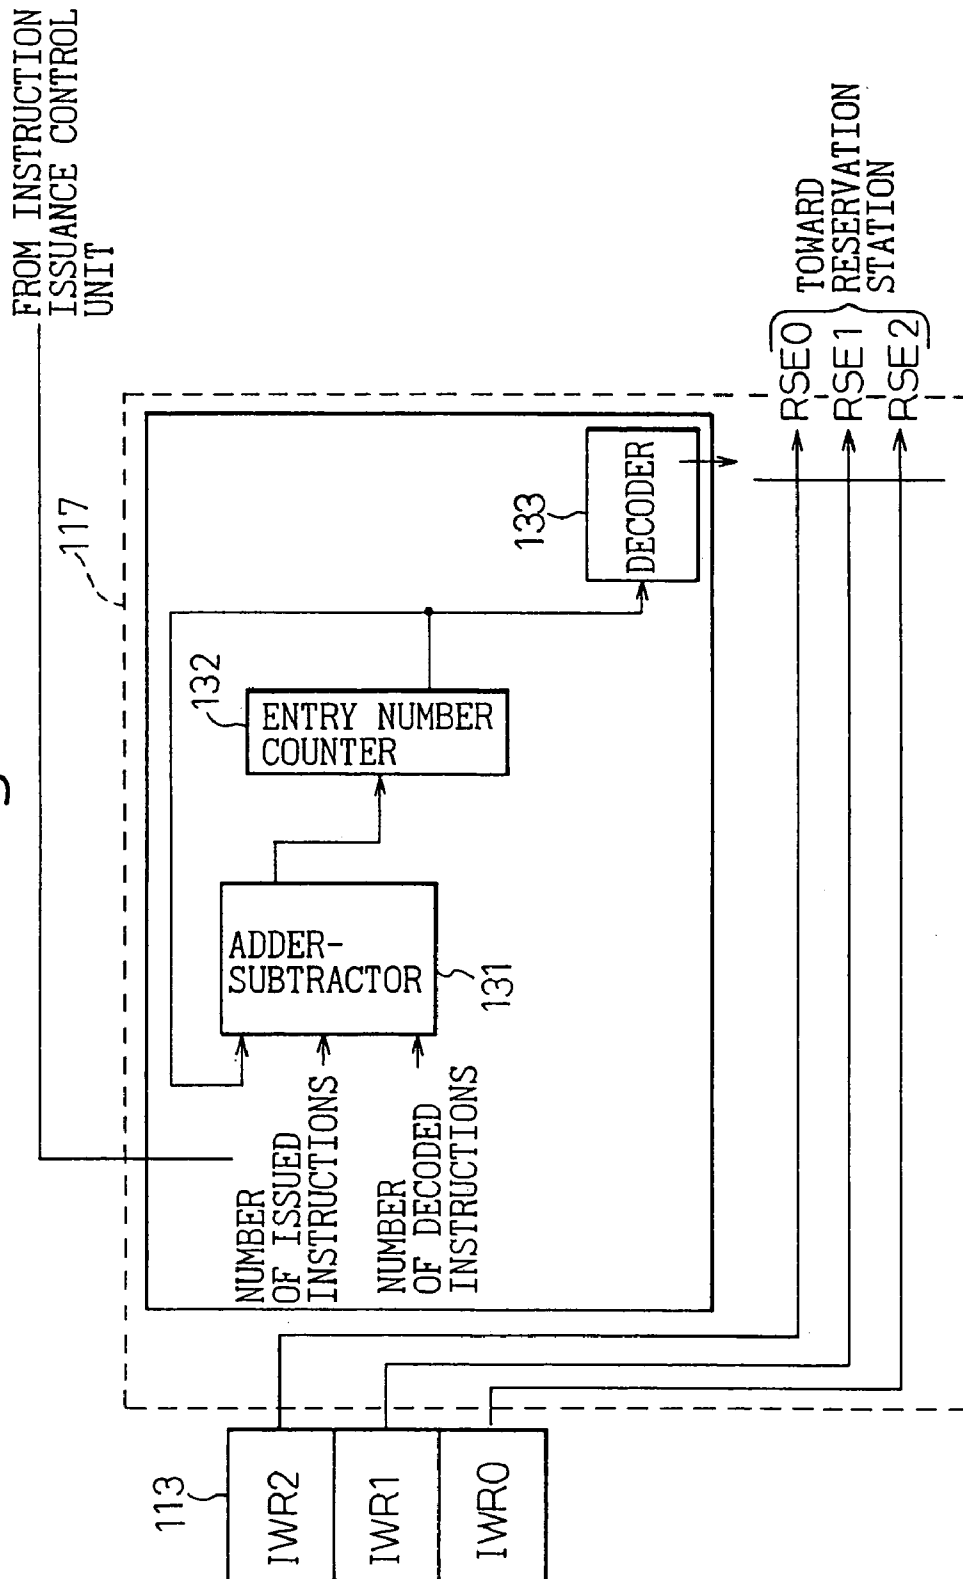 FROM INSTRUCTION
ISSUANCE CONTROL
UNIT
117
132
ENTRY NUMBER
COUNTER
133
DECODER
ADDER-
SUBTRACTOR
131
NUMBER
OF ISSUED
INSTRUCTIONS
NUMBER
OF DECODED
INSTRUCTIONS
113
IWR2
IWR1
IWR0
RSE0
RSE1
RSE2
TOWARD
RESERVATION
STATION